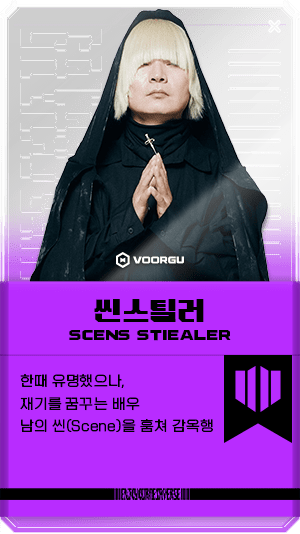 VOORGU
씬스틸러
SCENS STIEALER
한때 유명했으나,
재기를 꿈꾸는 배우
남의 씬(Scene)을 훔쳐 감옥행